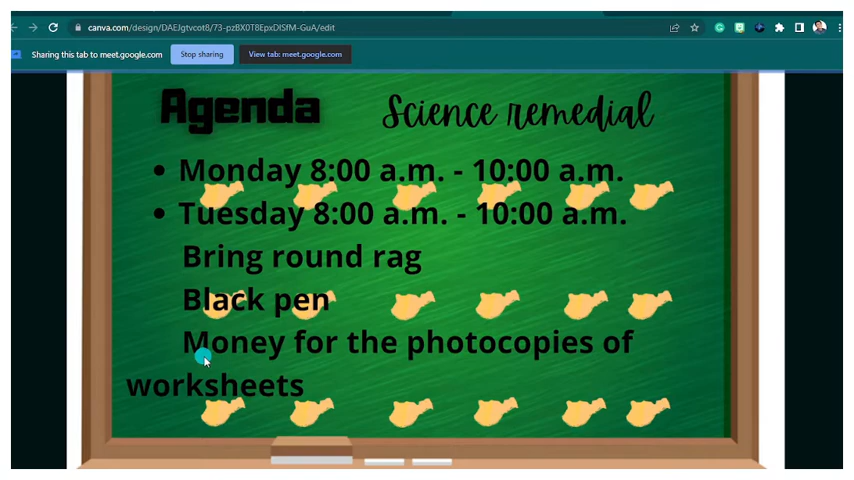 canva.com/design/DAEJgtvcot8/73-pzBX0T8EpxDISfM-GuA/edit
Sharing this tab to meet.google.com
Stop sharing
View tab: meet.google.com
Agenda
Science remedial
• Monday 8:00 a.m. - 10:00 a.m.
• Tuesday 8:00 a.m. - 10:00 a.m.
Bring round rag
Black pen
Money for the photocopies of
worksheets